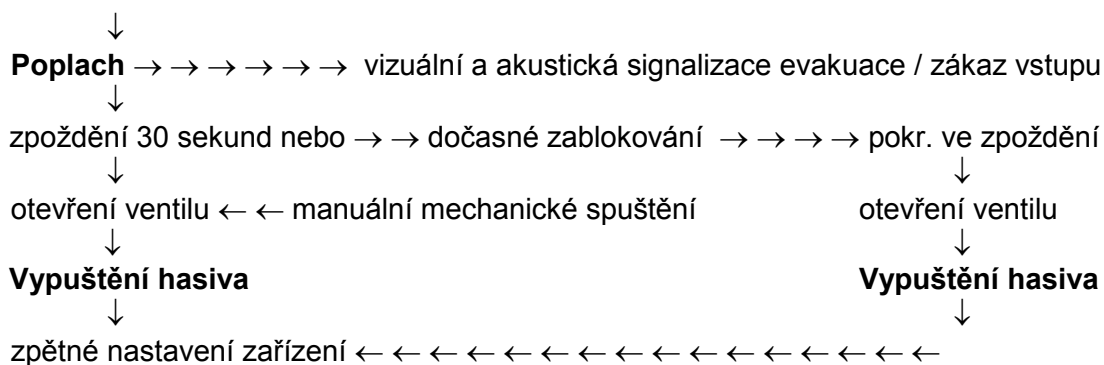 ↓
Poplach → → → → → → vizuální a akustická signalizace evakuace / zákaz vstupu
↓
zpoždění 30 sekund nebo → → dočasné zablokování → → → → pokr. ve zpoždění
↓ ↓
otevření ventilu ← ← manuální mechanické spuštění otevření ventilu
↓ ↓
Vypuštění hasiva Vypuštění hasiva
↓ ↓
zpětné nastavení zařízení ← ← ← ← ← ← ← ← ← ← ← ← ← ← ←